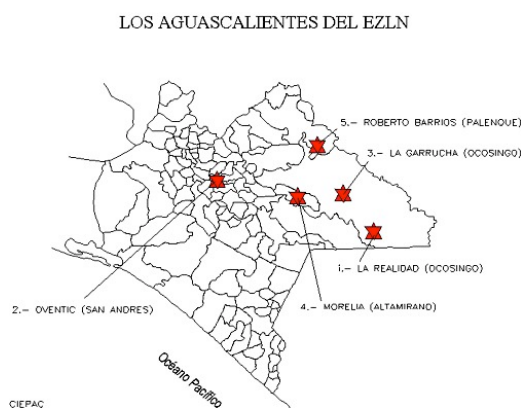 LOS AGUASCALIENTES DEL EZLN
5.- ROBERTO BARRIOS (PALENQUE)
3.- LA GARRUCHA (OCOSINGO)
1.- LA REALIDAD (OCOSINGO)
4.- MORELIA (ALTAMIRANO)
2.- OVENTIC (SAN ANDRES)
Océano Pacífico
CIEPAC